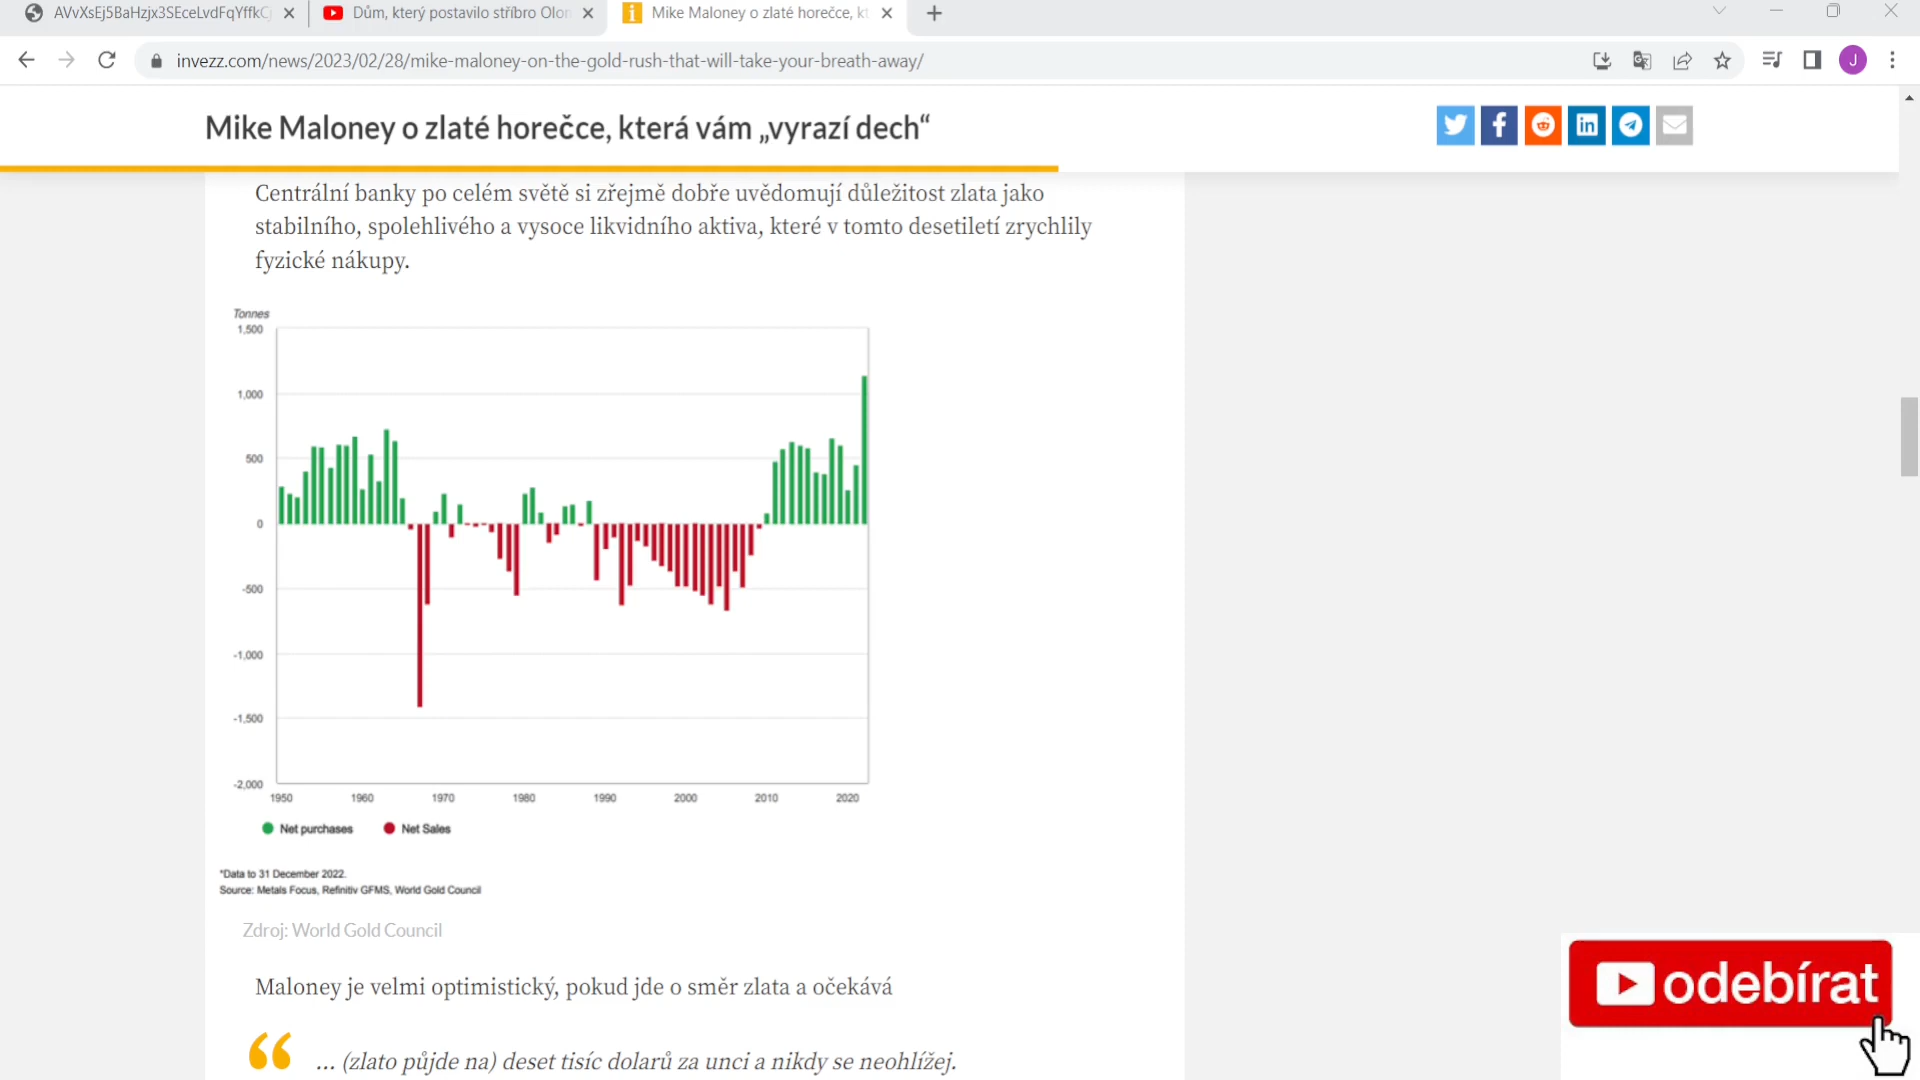 AVvXsEj5BaHzjx3SEceLvdFqYffkC
Dům, který postavilo stříbro Olon
Mike Maloney o zlaté horečce, kt
invezz.com/news/2023/02/28/mike-maloney-on-the-gold-rush-that-will-take-your-breath-away/
J
Mike Maloney o zlaté horečce, která vám „vyrazí dech“
Centrální banky po celém světě si zřejmě dobře uvědomují důležitost zlata jako
stabilního, spolehlivého a vysoce likvidního aktiva, které v tomto desetiletí zrychlily
fyzické nákupy.
Tonnes
1,500
1,000
500
0
-500
-1,000
-1,500
-2,000
1950 1960 1970 1980 1990 2000 2010 2020
Net purchases Net Sales
*Data to 31 December 2022.
Source: Metals Focus, Refinitiv GFMS, World Gold Council
Zdroj: World Gold Council
Maloney je velmi optimistický, pokud jde o směr zlata a očekává
“ ... (zlato půjde na) deset tisíc dolarů za unci a nikdy se neohlížej.
odebírat